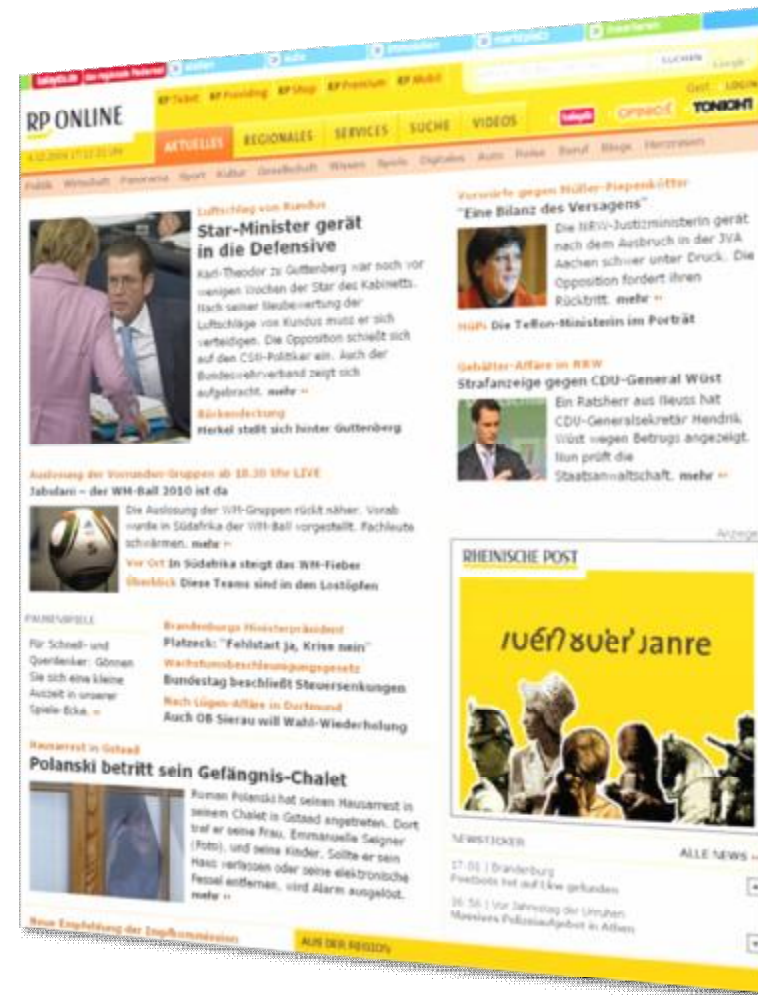 RP ONLINE
RP Ticket RP Providing RP Shop RP Premium RP Mobil
SUCHEN
Gast LOGIN
AKTUELLES REGIONALES SERVICES SUCHE VIDEOS
OPINIO TONIGHT
Politik Wirtschaft Panorama Sport Kultur Gesellschaft Wissen Spiele Digitales Auto Reise Beruf Blogs Herzrasen
Luftschlag von Kundus
Star-Minister gerät
in die Defensive
Karl-Theodor zu Guttenberg war noch vor
wenigen Wochen der Star des Kabinetts.
Nach seiner Neubewertung der
Luftschläge von Kundus muss er sich
verteidigen. Die Opposition schießt sich
auf den CSU-Politiker ein. Auch der
Bundeswehrverband zeigt sich
aufgebracht. mehr
Rückendeckung
Merkel stellt sich hinter Guttenberg
Auslosung der Vorrunden-Gruppen ab 18.30 Uhr LIVE
Jabulani – der WM-Ball 2010 ist da
Die Auslosung der WM-Gruppen rückt näher. Vorab
wurde in Südafrika der WM-Ball vorgestellt. Fachleute
schwärmen. mehr
Vor Ort In Südafrika steigt das WM-Fieber
Überblick Diese Teams sind in den Lostöpfen
PAUSENSPIELE
Für Schnell- und
Querdenker: Gönnen
Sie sich eine kleine
Auszeit in unserer
Spiele-Ecke.
Brandenburgs Ministerpräsident
Platzeck: "Fehlstart ja, Krise nein"
Wachstumsbeschleunigungsgesetz
Bundestag beschließt Steuersenkungen
Nach Lügen-Affäre in Dortmund
Auch OB Sierau will Wahl-Wiederholung
Hausarrest in Gstaad
Polanski betritt sein Gefängnis-Chalet
Roman Polanski hat seinen Hausarrest in
seinem Chalet in Gstaad angetreten. Dort
traf er seine Frau, Emmanuelle Seigner
(Foto), und seine Kinder. Sollte er sein
Haus verlassen oder seine elektronische
Fessel entfernen, wird Alarm ausgelöst.
mehr
Neue Empfehlung der Impfkommission
AUS DER REGION
Vorwürfe gegen Müller-Piepenkötter
"Eine Bilanz des Versagens"
Die NRW-Justizministerin gerät
nach dem Ausbruch in der JVA
Aachen schwer unter Druck. Die
Opposition fordert ihren
Rücktritt. mehr
MüPi Die Teflon-Ministerin im Porträt
Gehälter-Affäre in NRW
Strafanzeige gegen CDU-General Wüst
Ein Ratsherr aus Neuss hat
CDU-Generalsekretär Hendrik
Wüst wegen Betrugs angezeigt.
Nun prüft die
Staatsanwaltschaft. mehr
Anzeige
RHEINISCHE POST
NEWSTICKER
ALLE NEWS
17:01 | Brandenburg
Postbote tot auf Lkw gefunden
16:56 | Vor Jahrestag der Unruhen
Massives Polizeiaufgebot in Athen